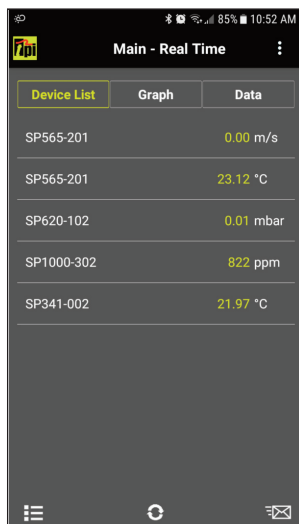 85% 10:52 AM
7pi Main - Real Time
Device List Graph Data
SP565-201 0.00 m/s
SP565-201 23.12 °C
SP620-102 0.01 mbar
SP1000-302 822 ppm
SP341-002 21.97 °C